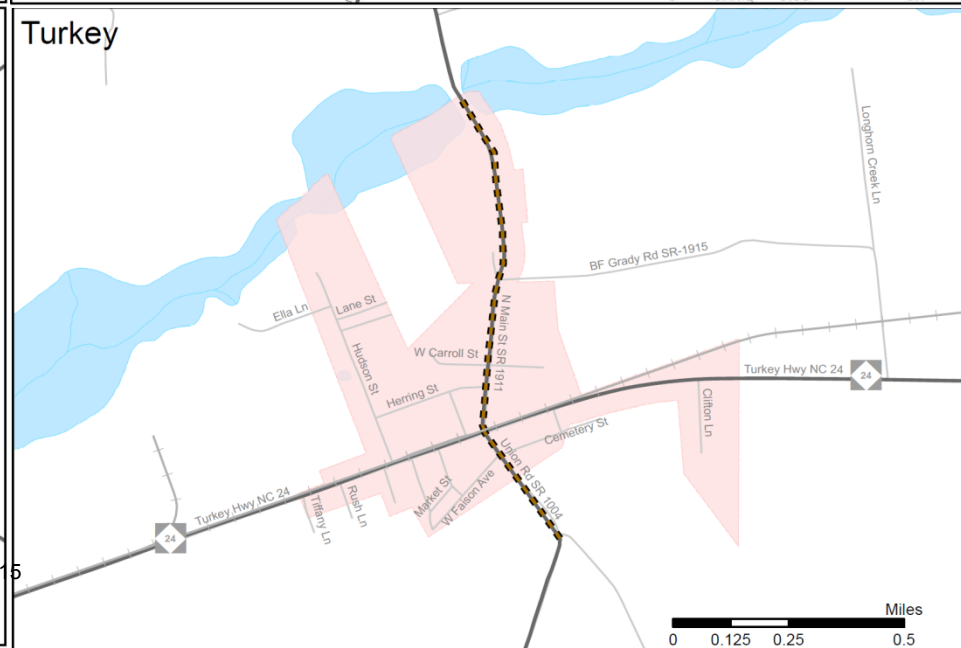 Turkey
Longhorn Creek Ln
BF Grady Rd SR-1915
Ella Ln
Lane St
N Main St SR 1911
W Carroll St
Hudson St
Turkey Hwy NC 24
24
Herring St
Clifton Ln
Cemetery St
Union Rd SR 1004
Market St
W Faison Ave
Turkey Hwy NC 24
Rush Ln
Tiffany Ln
24
15
Miles
0 0.125 0.25 0.5